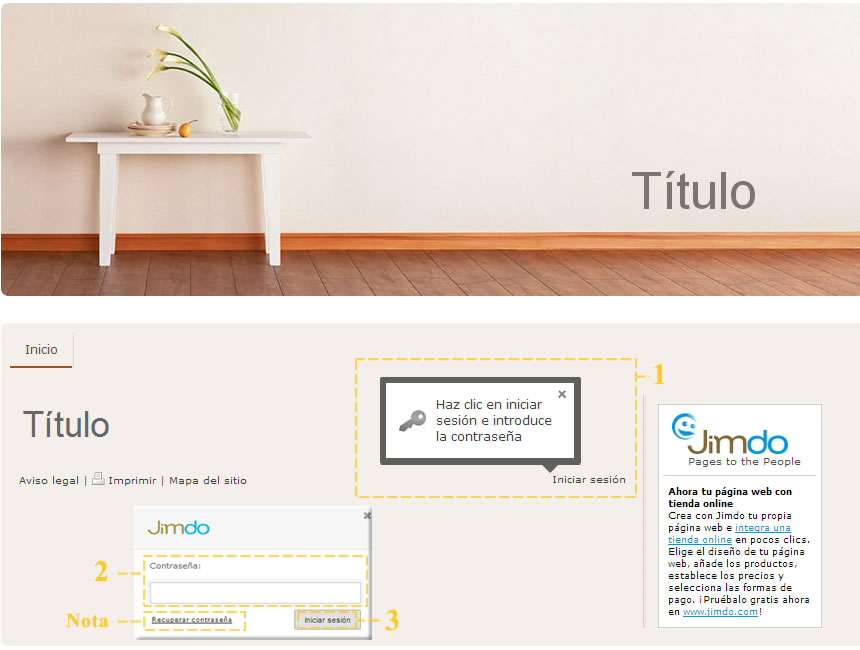 Título
Inicio
1
Haz clic en iniciar
sesión e introduce
la contraseña
Título
Aviso legal | Imprimir | Mapa del sitio
Iniciar sesión
Jimdo
Contraseña:
2
Nota
Recuperar contraseña
Iniciar sesión
3
Jimdo
Pages to the People
Ahora tu página web con
tienda online
Crea con Jimdo tu propia
página web e integra una
tienda online en pocos clics.
Elige el diseño de tu página
web, añade los productos,
establece los precios y
selecciona las formas de
pago. ¡Pruébalo gratis ahora
en www.jimdo.com!